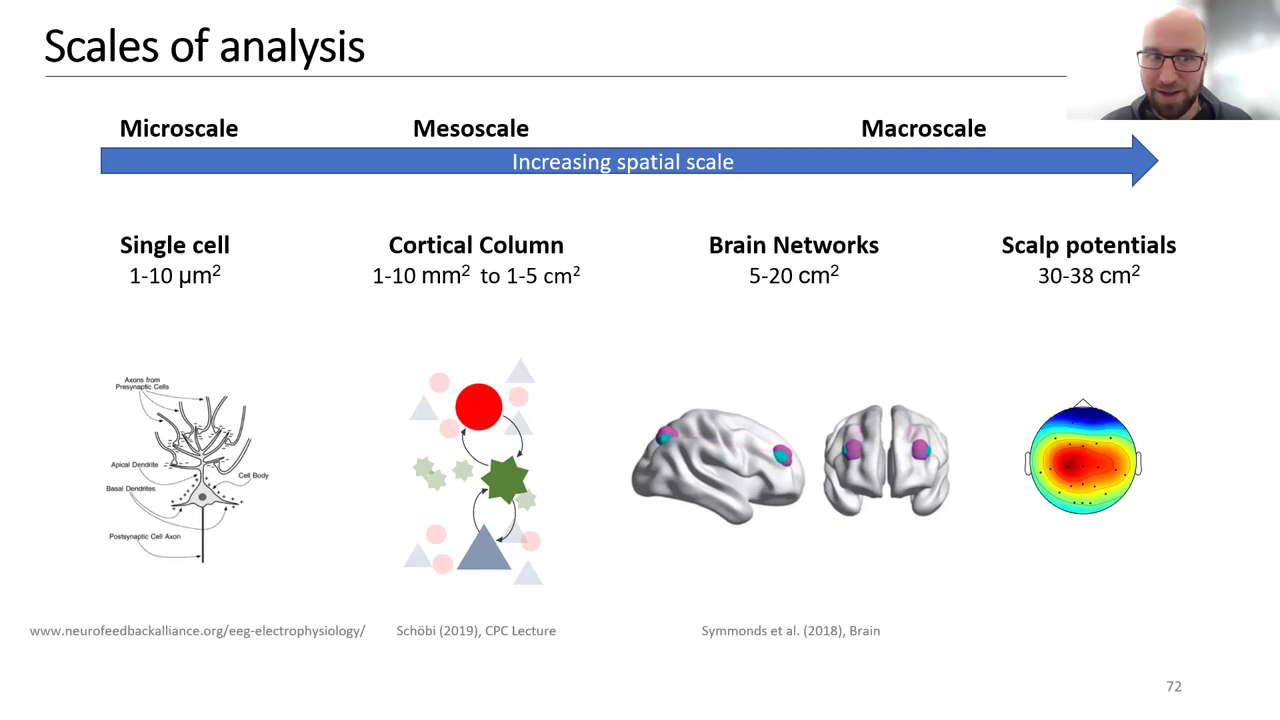 Scales of analysis
Microscale
Mesoscale
Macroscale
Increasing spatial scale
Single cell
1-10 µm²
Cortical Column
1-10 mm² to 1-5 cm²
Brain Networks
5-20 cm²
Scalp potentials
30-38 cm²
Axons from
Presynaptic Cells
Apical Dendrite
Cell Body
Basal Dendrites
Postsynaptic Cell Axon
www.neurofeedbackalliance.org/eeg-electrophysiology/
Schöbi (2019), CPC Lecture
Symmonds et al. (2018), Brain
72